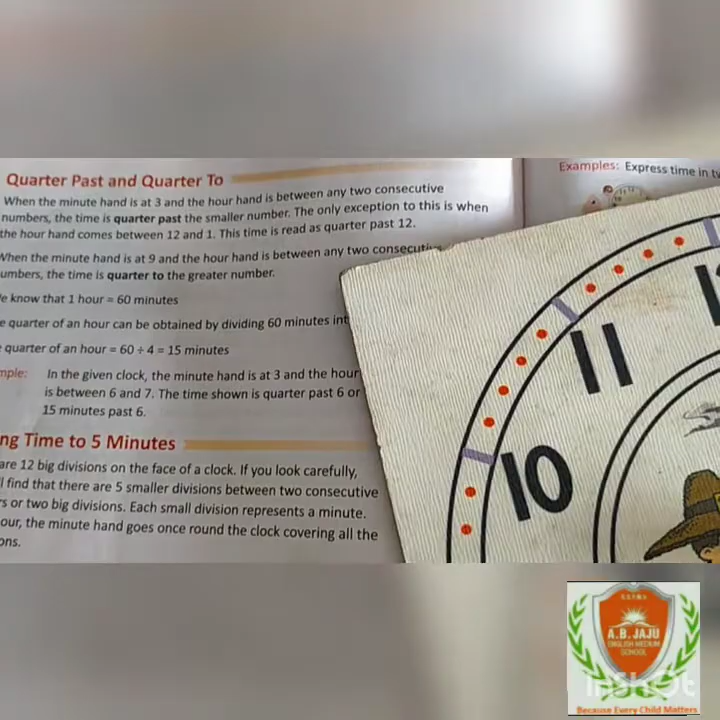 Quarter Past and Quarter To
When the minute hand is at 3 and the hour hand is between any two consecutive
numbers, the time is quarter past the smaller number. The only exception to this is when
the hour hand comes between 12 and 1. This time is read as quarter past 12.
When the minute hand is at 9 and the hour hand is between any two
umbers, the time is quarter to the greater number.
e know that 1 hour = 60 minutes
e quarter of an hour can be obtained by dividing 60 minutes int
quarter of an hour = 60 ÷ 4 = 15 minutes
mple: In the given clock, the minute hand is at 3 and the hour
is between 6 and 7. The time shown is quarter past 6 or
15 minutes past 6.
ng Time to 5 Minutes
are 12 big divisions on the face of a clock. If you look carefully,
l find that there are 5 smaller divisions between two consecutive
rs or two big divisions. Each small division represents a minute.
our, the minute hand goes once round the clock covering all the
ons.
Examples: Express time in tw
11
10
A.B. JAJU
ENGLISH MEDIUM
SCHOOL
InShOt
Because Every Child Matters